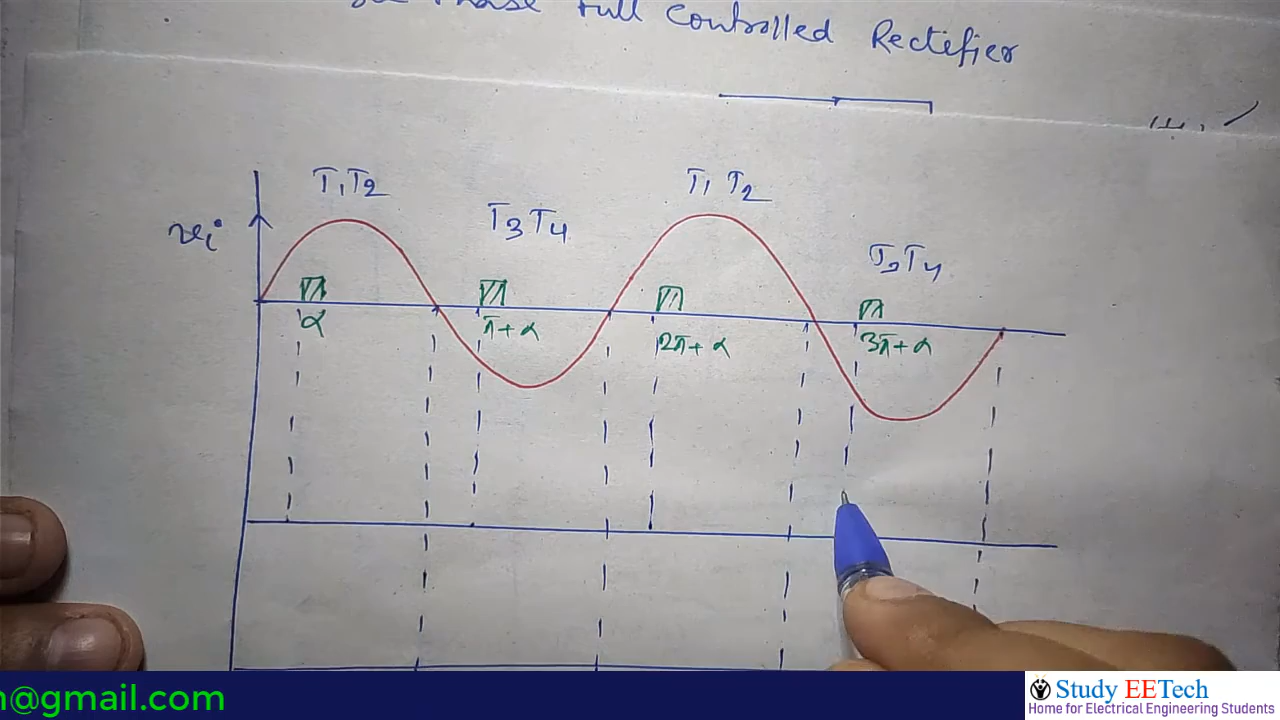 Phase Full Controlled Rectifier
T1T2
T1 T2
T3T4
T3T4
vi
α
π+α
2π+α
3π+α
@gmail.com
Study EETech
Home for Electrical Engineering Students